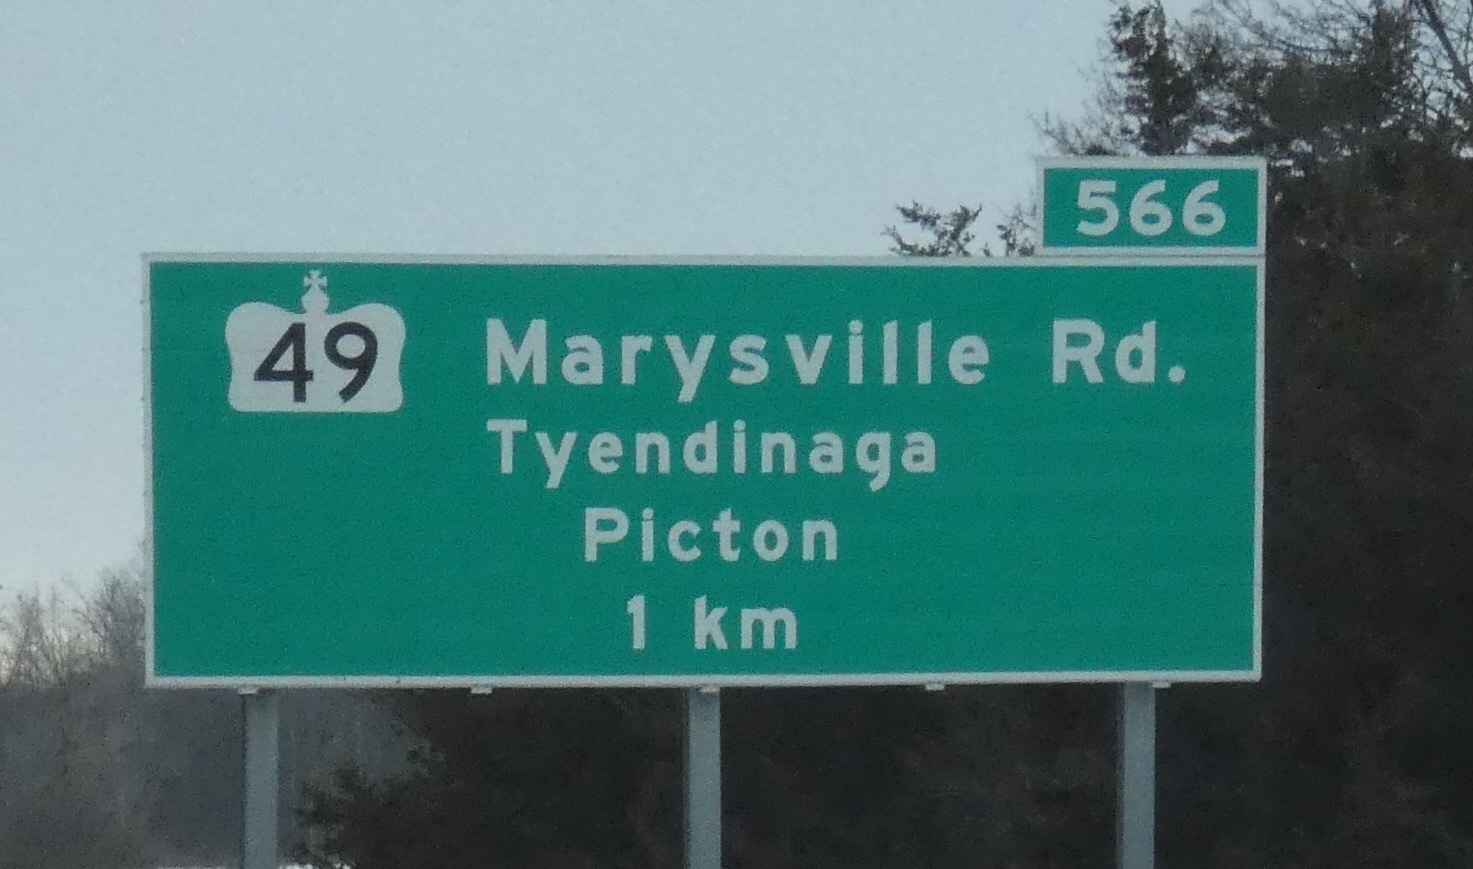 566
49 Marysville Rd.
Tyendinaga
Picton
1 km